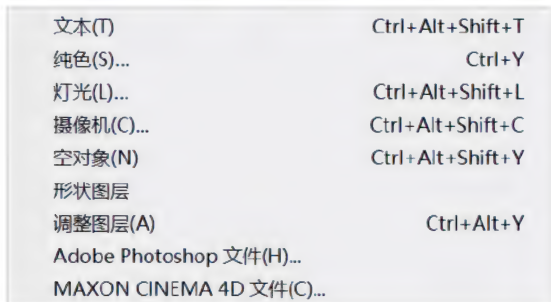 文本(T) Ctrl+Alt+Shift+T
纯色(S)... Ctrl+Y
灯光(L)... Ctrl+Alt+Shift+L
摄像机(C)... Ctrl+Alt+Shift+C
空对象(N) Ctrl+Alt+Shift+Y
形状图层
调整图层(A) Ctrl+Alt+Y
Adobe Photoshop 文件(H)...
MAXON CINEMA 4D 文件(C)...